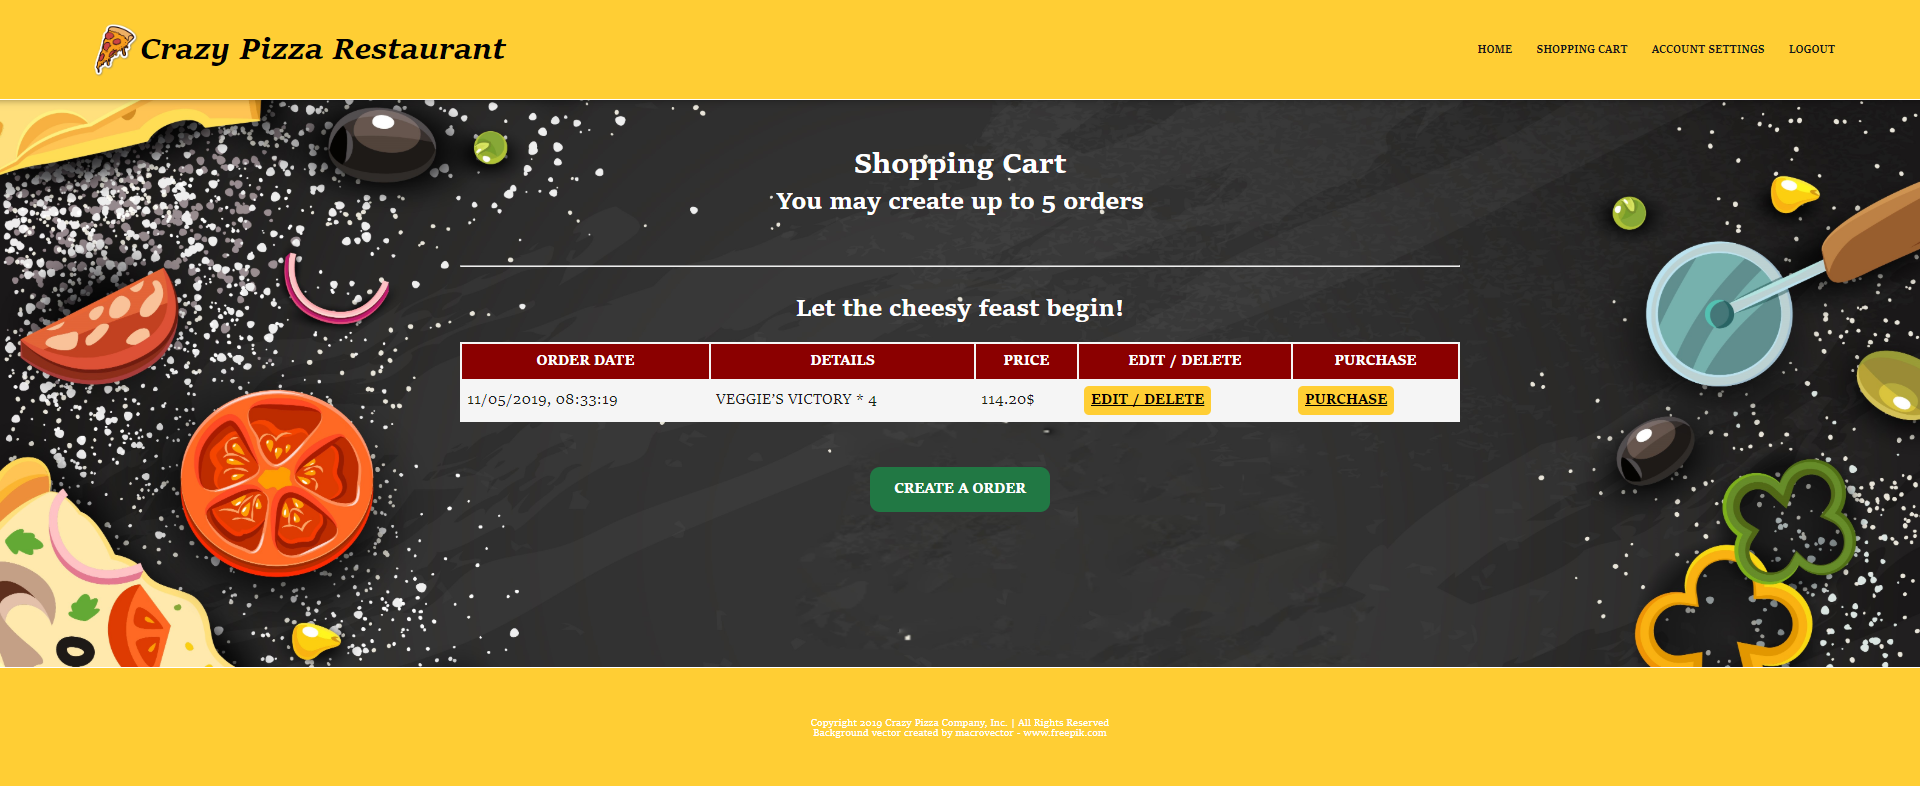 Crazy Pizza Restaurant
HOME SHOPPING CART ACCOUNT SETTINGS LOGOUT
Shopping Cart
You may create up to 5 orders
Let the cheesy feast begin!
ORDER DATE DETAILS PRICE EDIT / DELETE PURCHASE
11/05/2019, 08:33:19 VEGGIE'S VICTORY * 4 114.20$ EDIT / DELETE PURCHASE
CREATE A ORDER
Copyright 2019 Crazy Pizza Company, Inc. | All Rights Reserved
Background vector created by macrovector - www.freepik.com